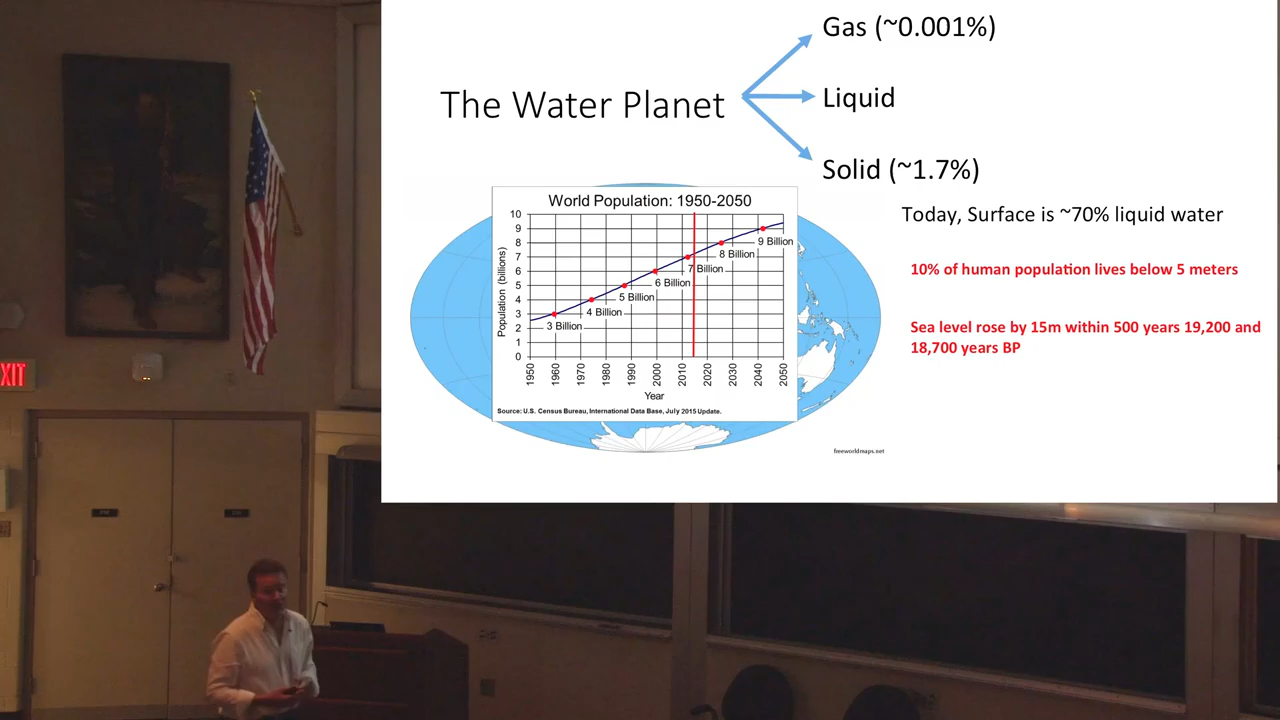 Gas (~0.001%)
The Water Planet
Liquid
Solid (~1.7%)
Today, Surface is ~70% liquid water
10% of human population lives below 5 meters
Sea level rose by 15m within 500 years 19,200 and
18,700 years BP
World Population: 1950-2050
Population (billions)
10
9
8
7
6
5
4
3
2
1
0
9 Billion
8 Billion
7 Billion
6 Billion
5 Billion
4 Billion
3 Billion
1950
1960
1970
1980
1990
2000
2010
2020
2030
2040
2050
Year
Source: U.S. Census Bureau, International Data Base, July 2015 Update.
freeworldmaps.net
XIT